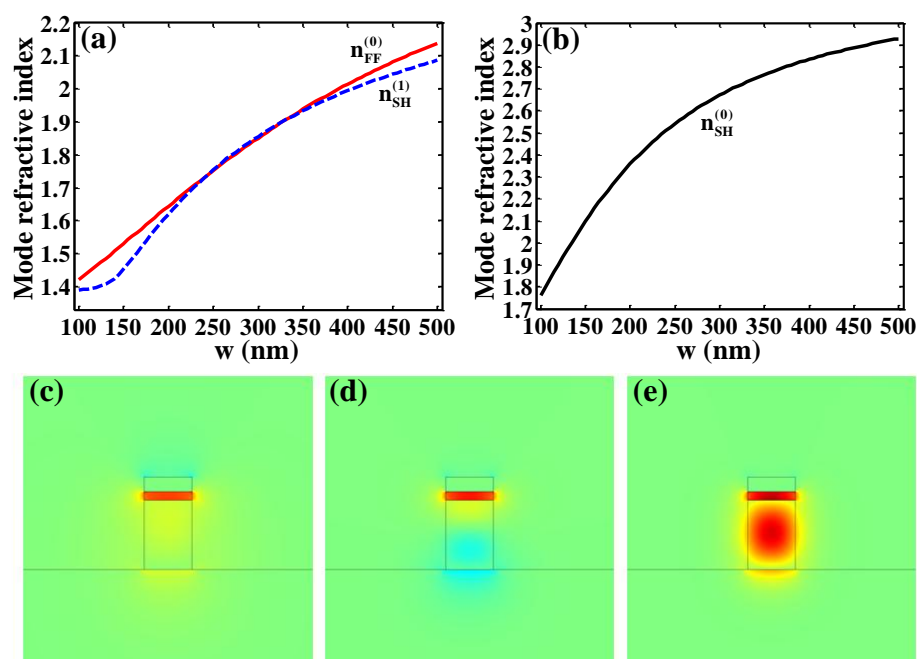 (a)
Mode refractive index
2.2
2.1
2
1.9
1.8
1.7
1.6
1.5
1.4
n_FF^(0)
n_SH^(1)
100 150 200 250 300 350 400 450 500
w (nm)
(b)
Mode refractive index
3
2.9
2.8
2.7
2.6
2.5
2.4
2.3
2.2
2.1
2
1.9
1.8
1.7
n_SH^(0)
100 150 200 250 300 350 400 450 500
w (nm)
(c)
(d)
(e)